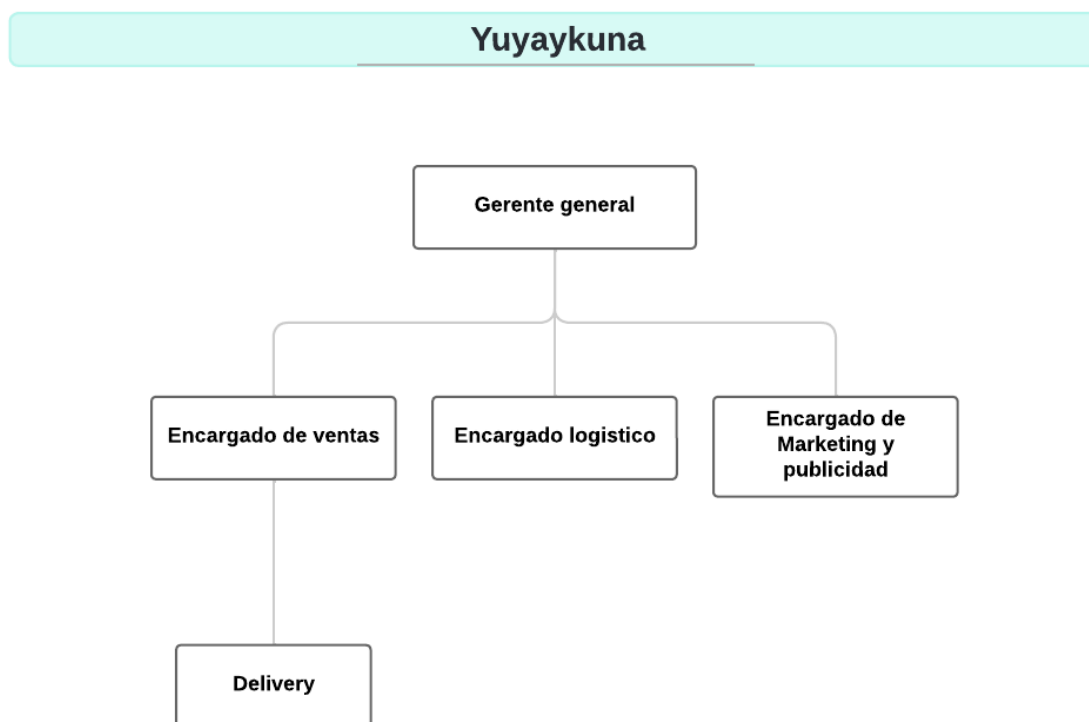 Yuyaykuna
Gerente general
Encargado de ventas
Encargado logistico
Encargado de
Marketing y
publicidad
Delivery